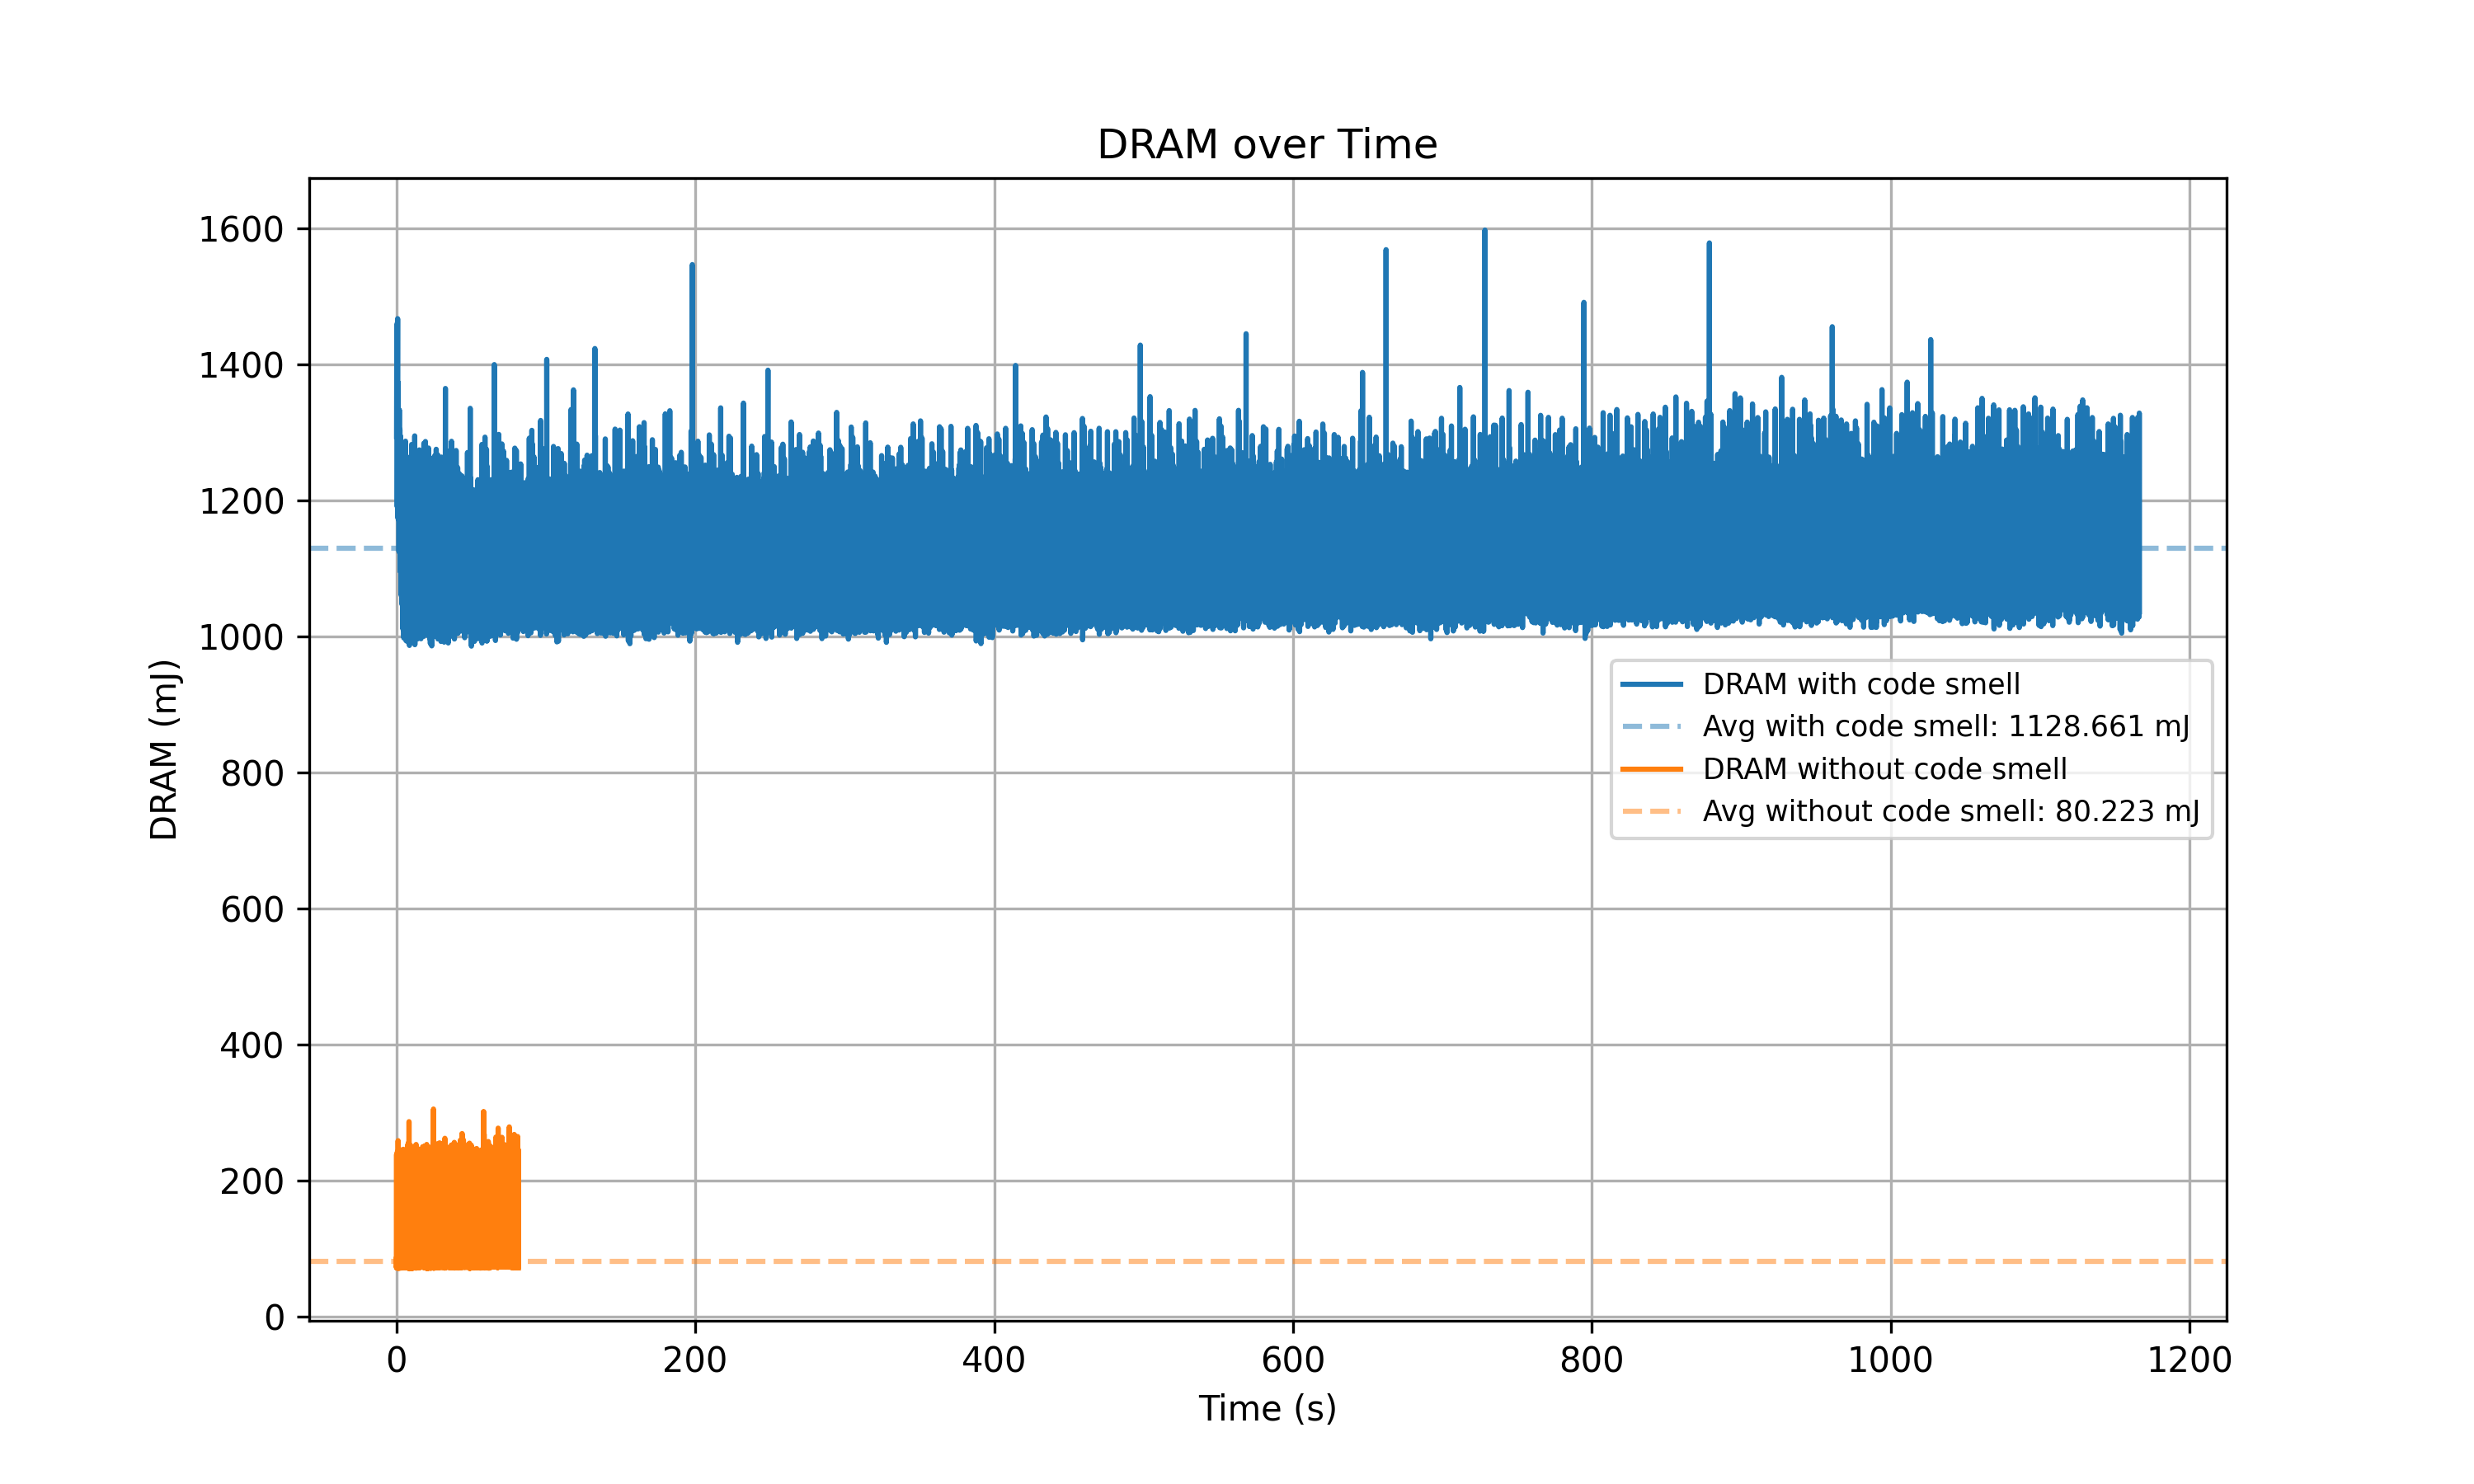 DRAM over Time
1600
1400
1200
1000
800
600
400
200
0
DRAM (mJ)
DRAM with code smell
Avg with code smell: 1128.661 mJ
DRAM without code smell
Avg without code smell: 80.223 mJ
0 200 400 600 800 1000 1200
Time (s)